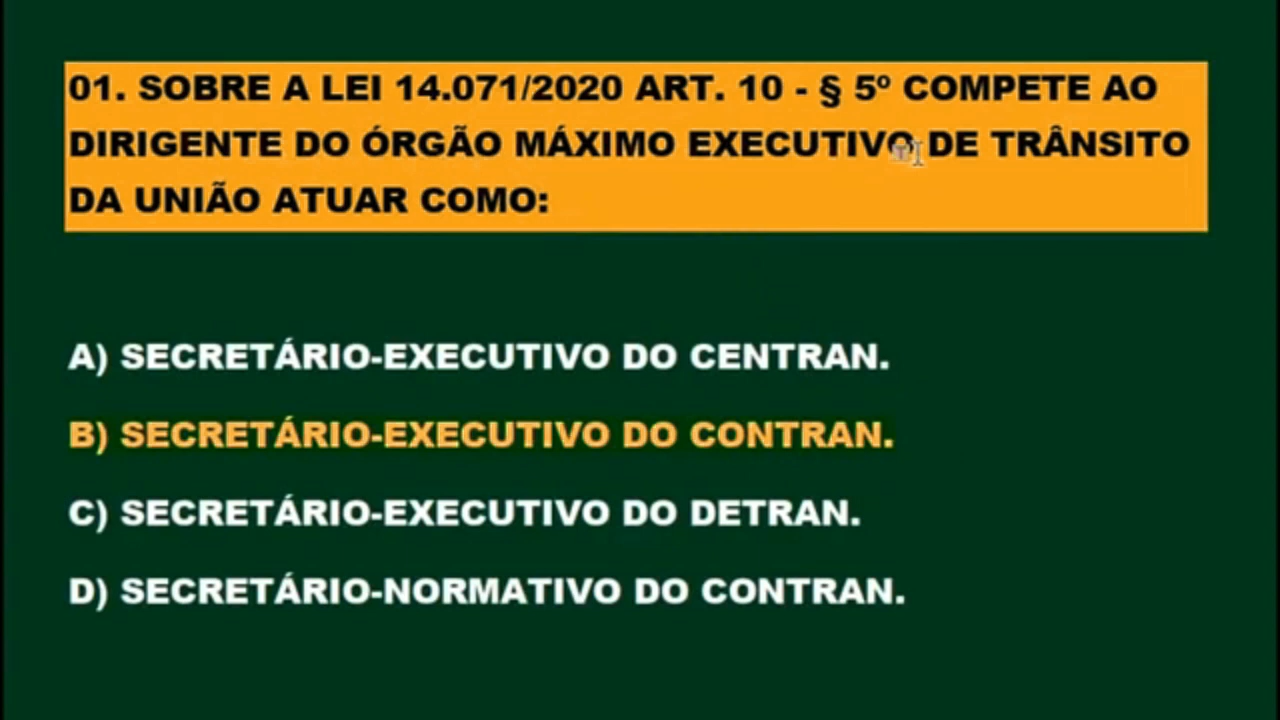 01. SOBRE A LEI 14.071/2020 ART. 10 - § 5º COMPETE AO
DIRIGENTE DO ÓRGÃO MÁXIMO EXECUTIVO DE TRÂNSITO
DA UNIÃO ATUAR COMO:
A) SECRETÁRIO-EXECUTIVO DO CENTRAN.
B) SECRETÁRIO-EXECUTIVO DO CONTRAN.
C) SECRETÁRIO-EXECUTIVO DO DETRAN.
D) SECRETÁRIO-NORMATIVO DO CONTRAN.